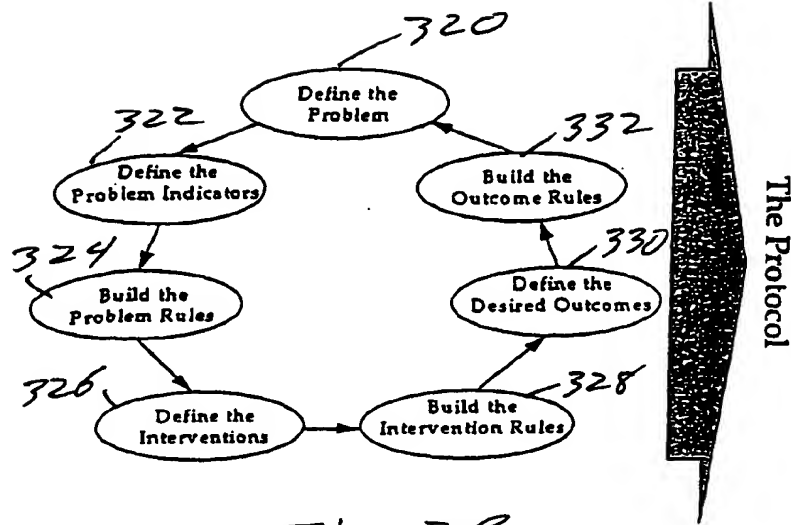 320
Define the
Problem
322
332
Define the
Problem Indicators
Build the
Outcome Rules
324
330
Build the
Problem Rules
Define the
Desired Outcomes
326
328
Define the
Interventions
Build the
Intervention Rules
The Protocol